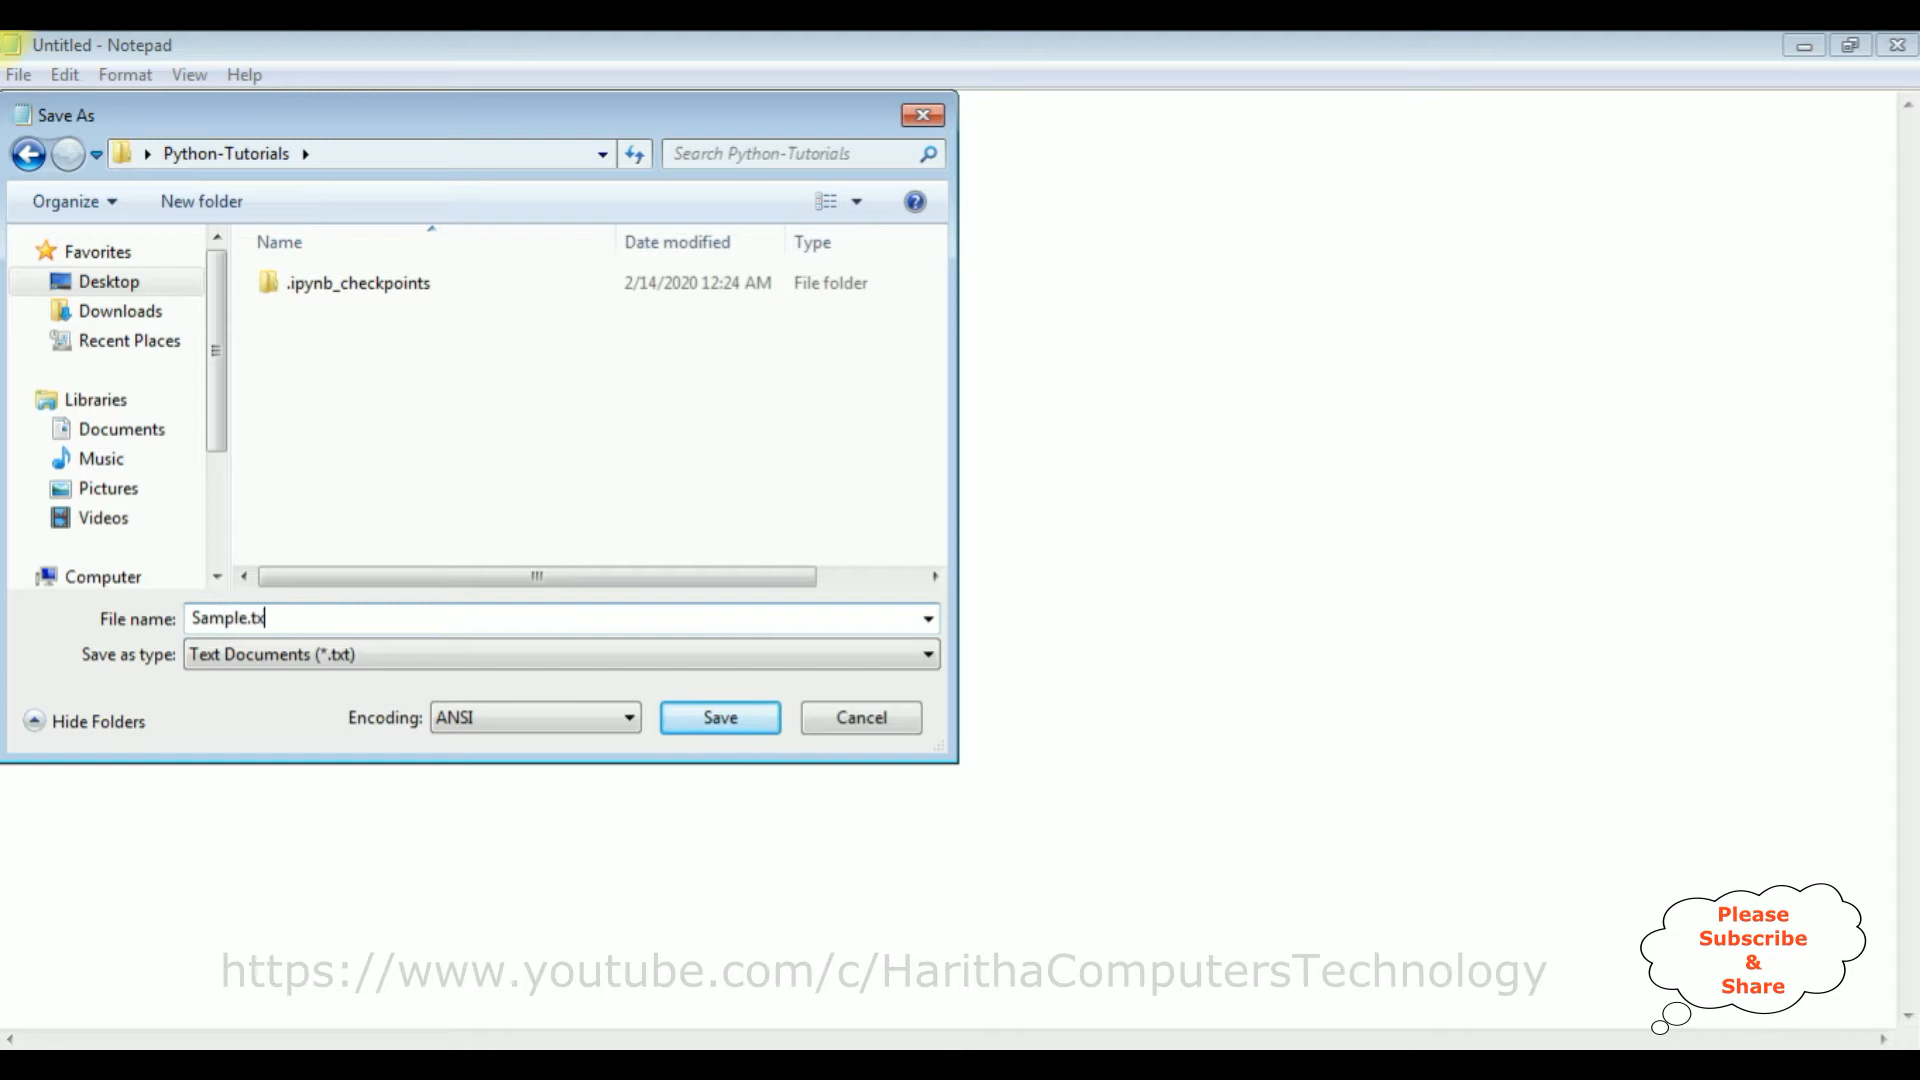 Untitled - Notepad
File Edit Format View Help
Save As
Python-Tutorials
Search Python-Tutorials
Organize New folder
Name Date modified Type
.ipynb_checkpoints 2/14/2020 12:24 AM File folder
Favorites
Desktop
Downloads
Recent Places
Libraries
Documents
Music
Pictures
Videos
Computer
File name: Sample.tx
Save as type: Text Documents (*.txt)
Hide Folders Encoding: ANSI Save Cancel
Please
Subscribe
&
Share
https://www.youtube.com/c/HarithaComputersTechnology